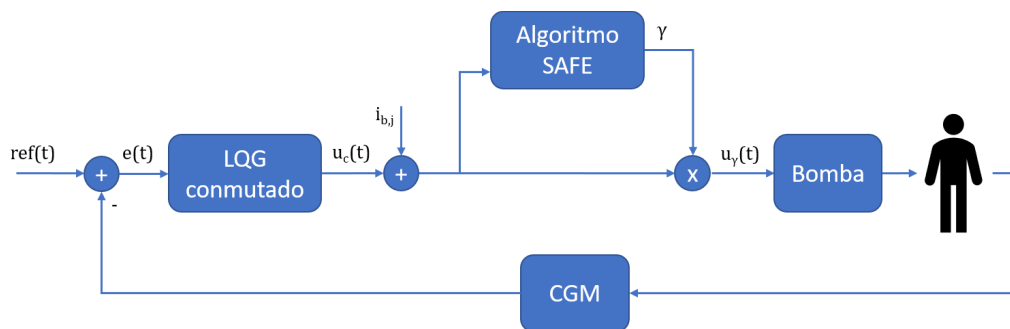 Algoritmo
SAFE
γ
i_b,j
ref(t)
e(t)
LQG
conmutado
u_c(t)
u_γ(t)
Bomba
+
+
x
-
CGM